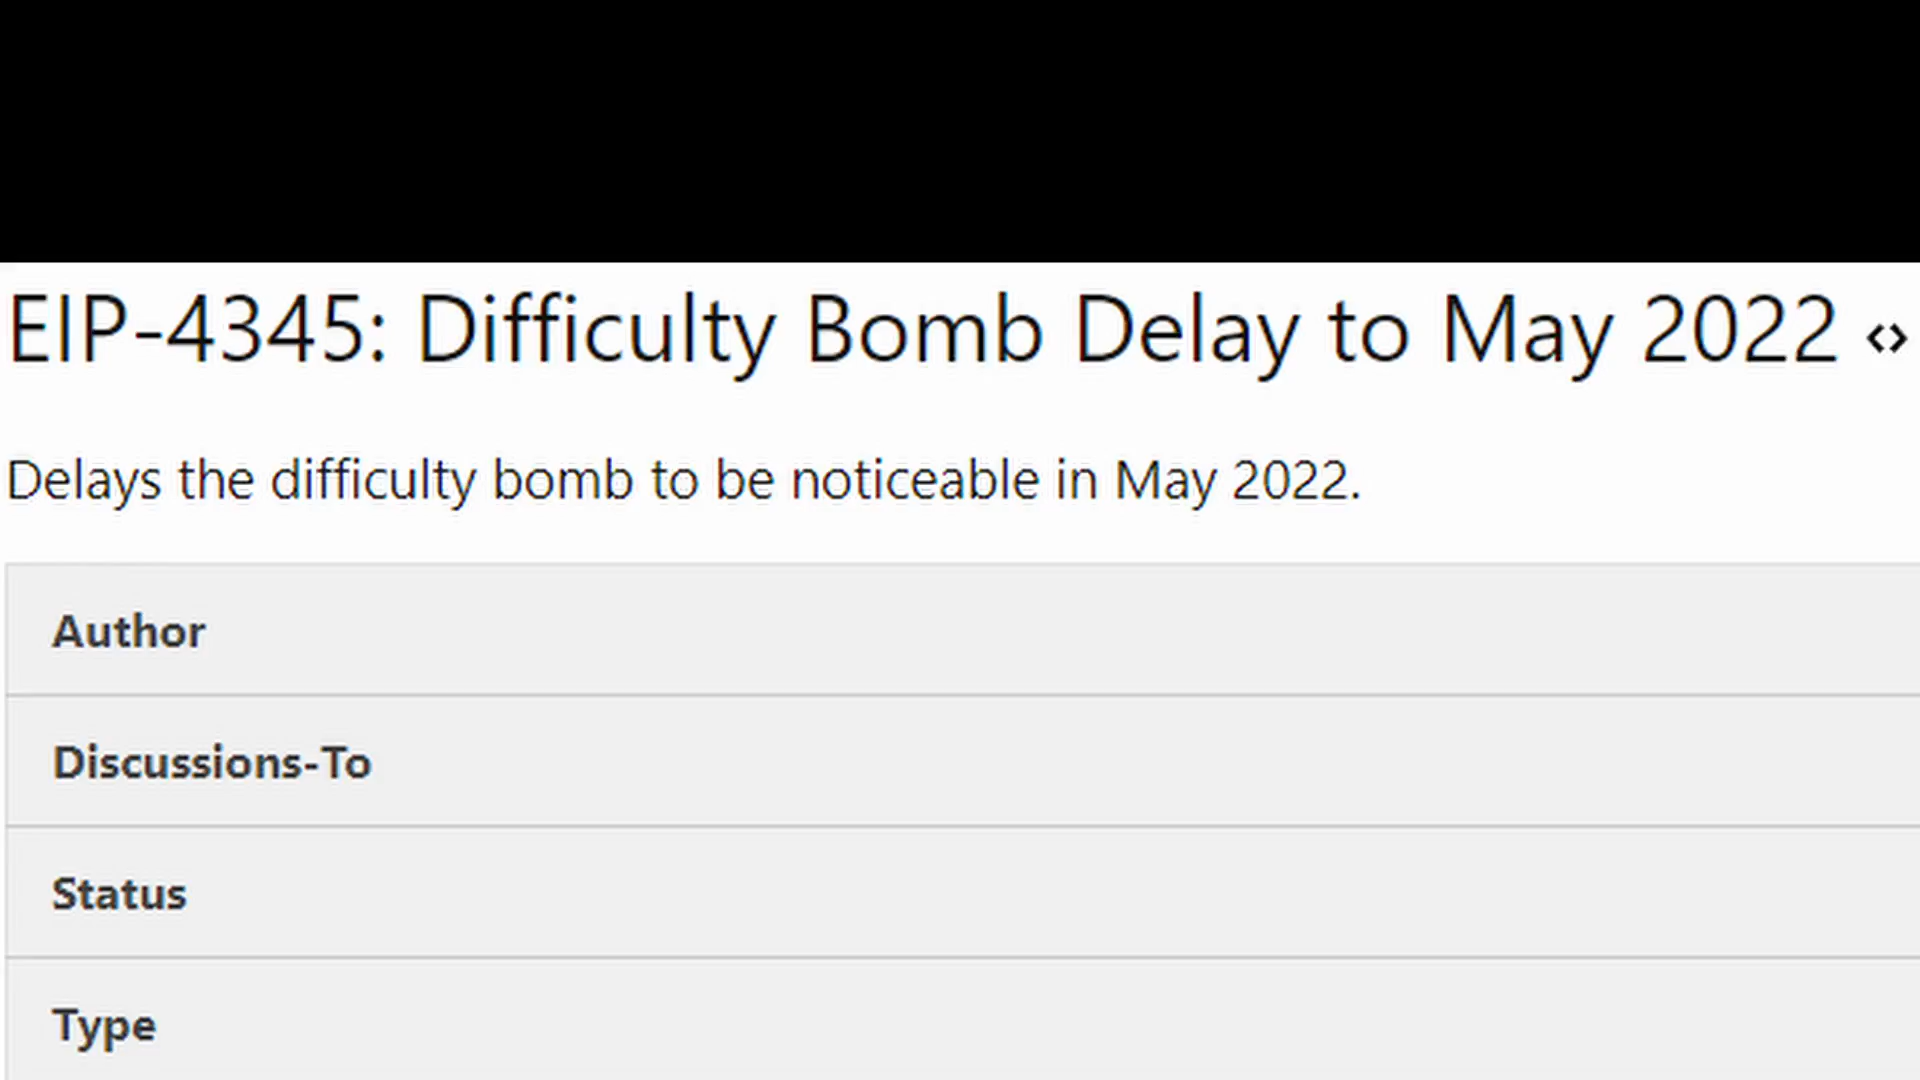 EIP-4345: Difficulty Bomb Delay to May 2022 <>
Delays the difficulty bomb to be noticeable in May 2022.
Author
Discussions-To
Status
Type